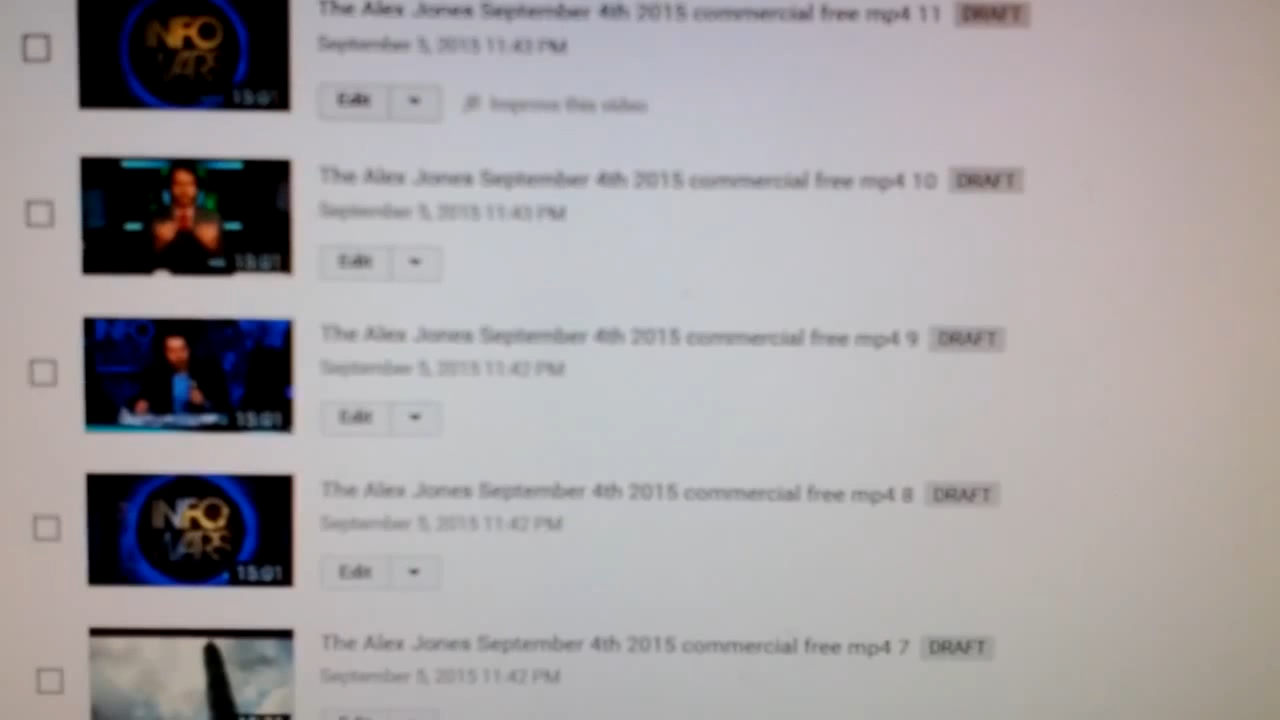 The Alex Jones September 4th 2015 commercial free mp4 11 DRAFT
September 5, 2015 11:43 PM
INFO WARS
15:01
Edit
Improve this video
The Alex Jones September 4th 2015 commercial free mp4 10 DRAFT
September 5, 2015 11:43 PM
15:01
Edit
The Alex Jones September 4th 2015 commercial free mp4 9 DRAFT
INFO
September 5, 2015 11:42 PM
15:01
Edit
The Alex Jones September 4th 2015 commercial free mp4 8 DRAFT
INFO
WARS
September 5, 2015 11:42 PM
15:01
Edit
The Alex Jones September 4th 2015 commercial free mp4 7 DRAFT
September 5, 2015 11:42 PM